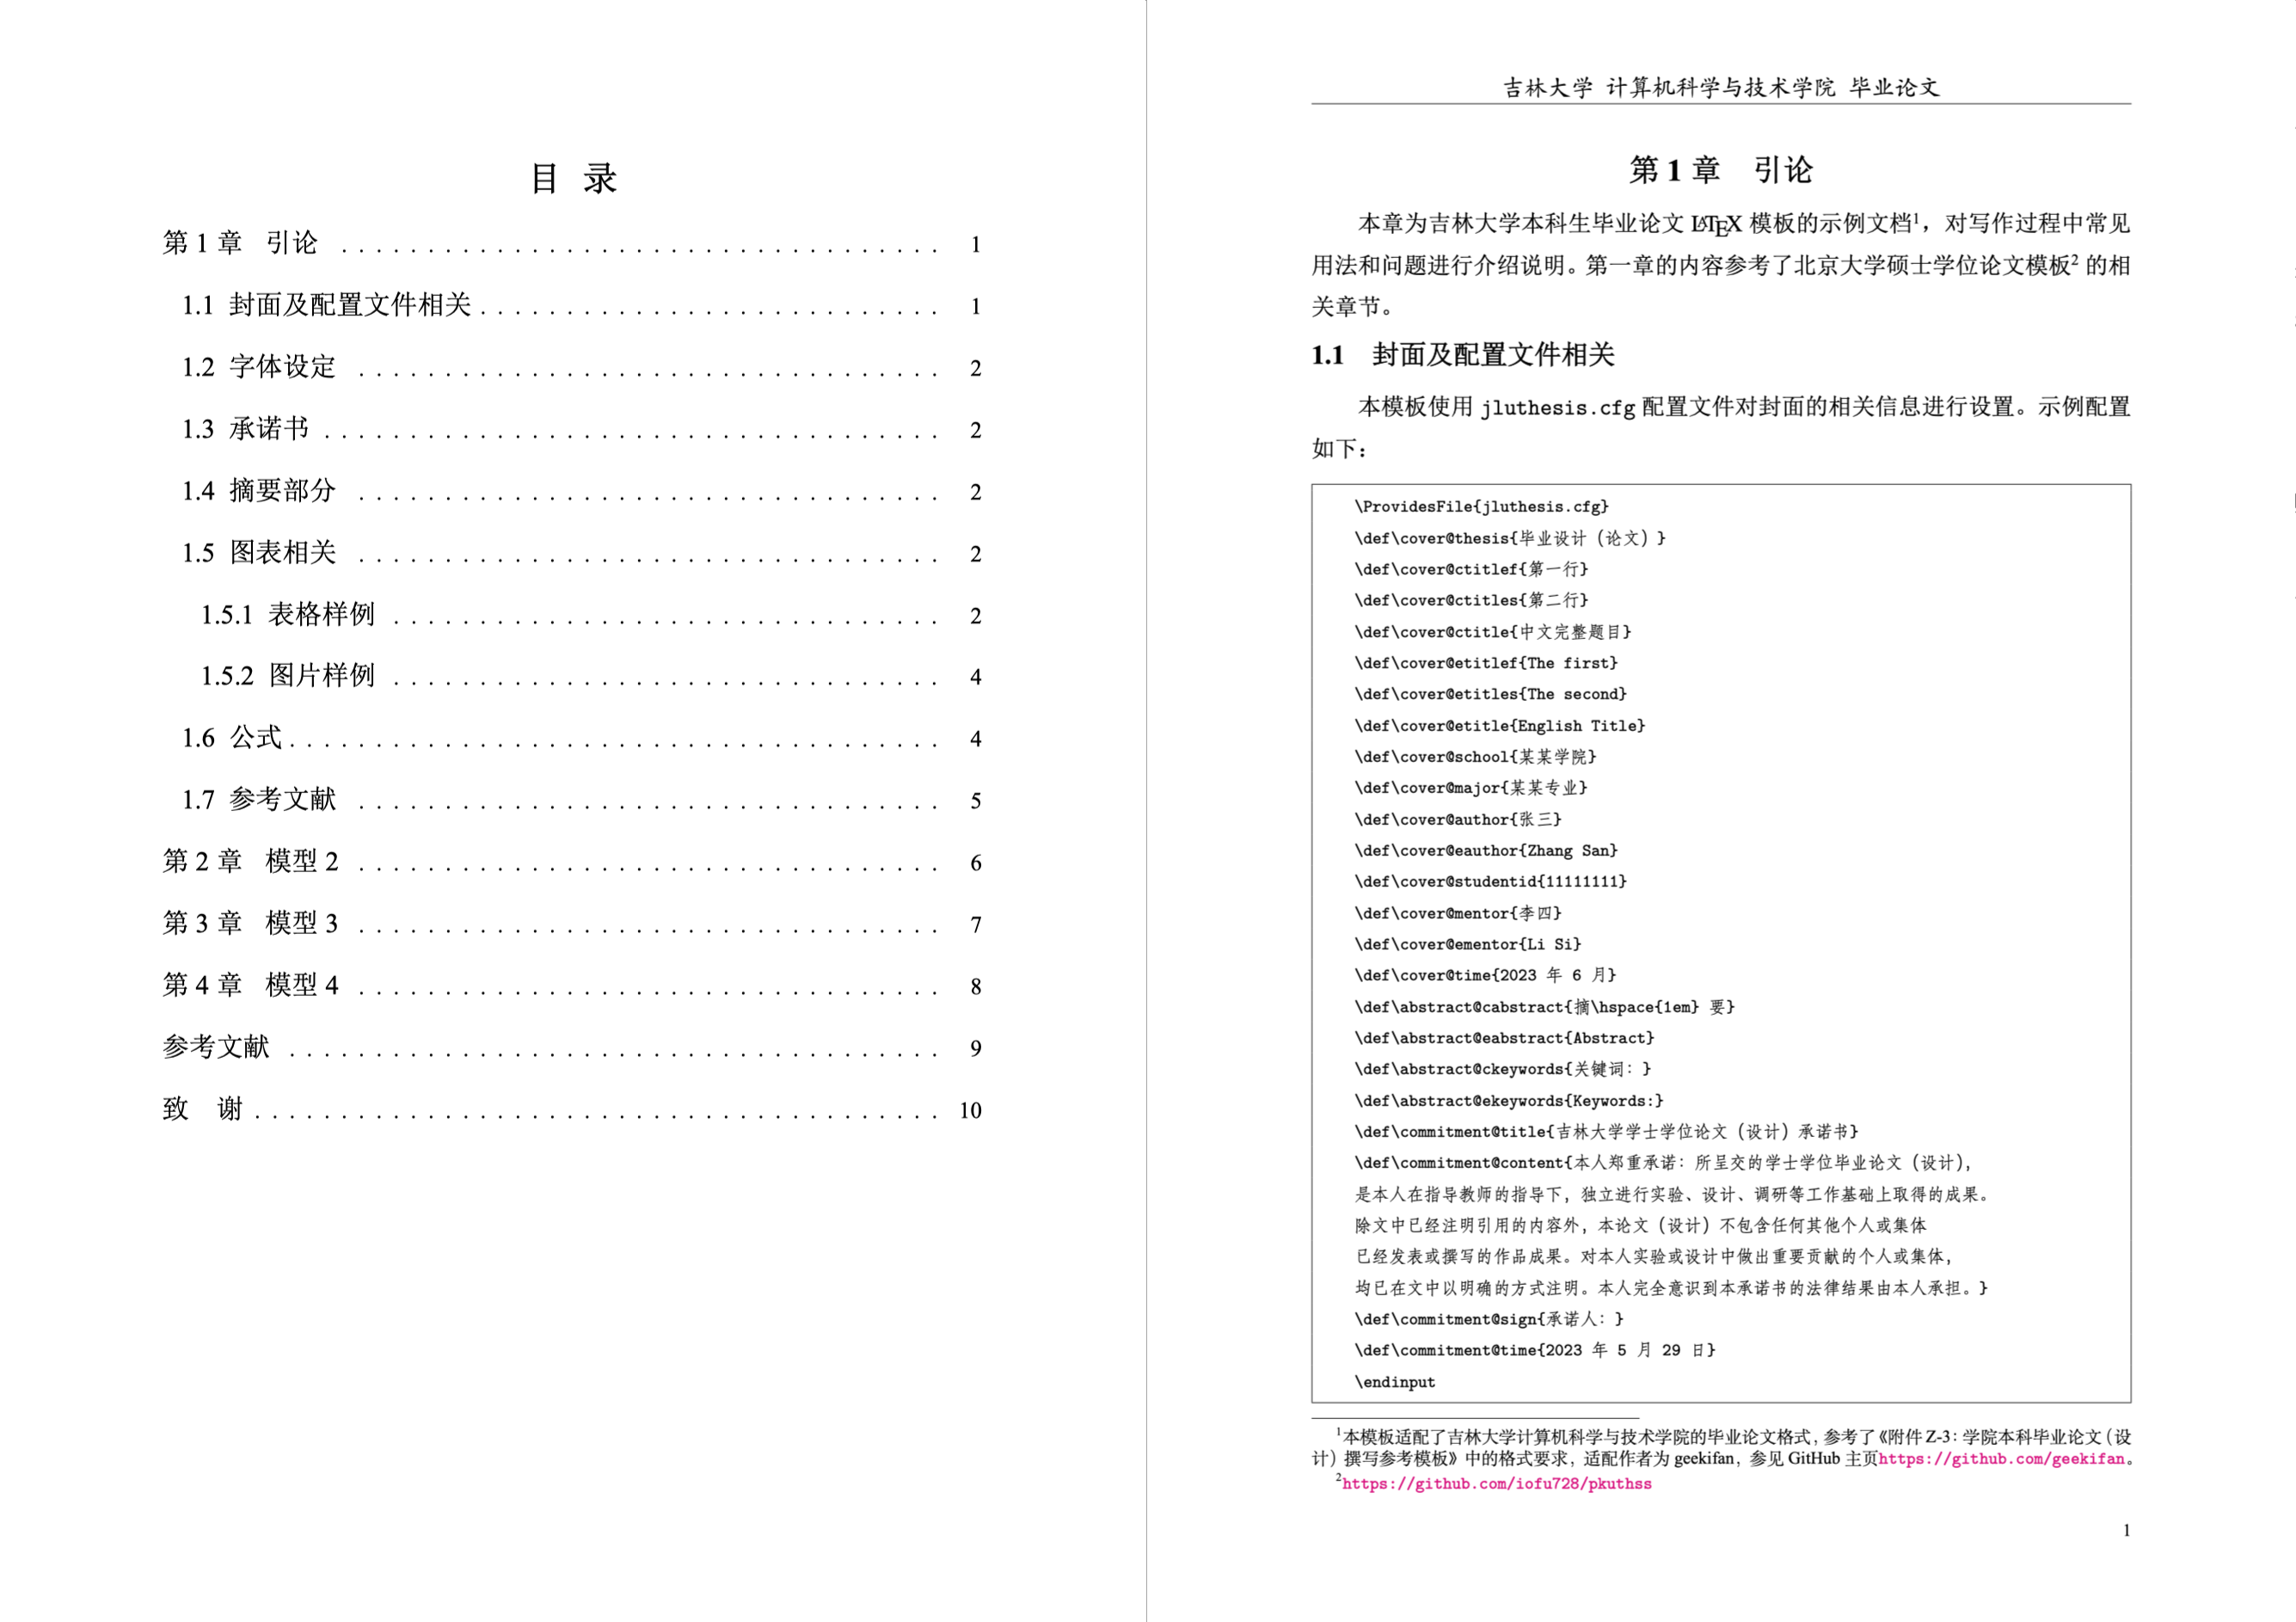 目 录
第 1 章 引论 . . . . . . . . . . . . . . . . . . . . . . . . . . . . . . . . . . . 1
1.1 封面及配置文件相关 . . . . . . . . . . . . . . . . . . . . . . . . . . . 1
1.2 字体设定 . . . . . . . . . . . . . . . . . . . . . . . . . . . . . . . . . . 2
1.3 承诺书 . . . . . . . . . . . . . . . . . . . . . . . . . . . . . . . . . . . . 2
1.4 摘要部分 . . . . . . . . . . . . . . . . . . . . . . . . . . . . . . . . . . 2
1.5 图表相关 . . . . . . . . . . . . . . . . . . . . . . . . . . . . . . . . . . 2
1.5.1 表格样例 . . . . . . . . . . . . . . . . . . . . . . . . . . . . . . . . 2
1.5.2 图片样例 . . . . . . . . . . . . . . . . . . . . . . . . . . . . . . . . 4
1.6 公式 . . . . . . . . . . . . . . . . . . . . . . . . . . . . . . . . . . . . . . 4
1.7 参考文献 . . . . . . . . . . . . . . . . . . . . . . . . . . . . . . . . . . 5
第 2 章 模型 2 . . . . . . . . . . . . . . . . . . . . . . . . . . . . . . . . . . 6
第 3 章 模型 3 . . . . . . . . . . . . . . . . . . . . . . . . . . . . . . . . . . 7
第 4 章 模型 4 . . . . . . . . . . . . . . . . . . . . . . . . . . . . . . . . . . 8
参考文献 . . . . . . . . . . . . . . . . . . . . . . . . . . . . . . . . . . . . . . 9
致 谢 . . . . . . . . . . . . . . . . . . . . . . . . . . . . . . . . . . . . . . . . 10
吉林大学 计算机科学与技术学院 毕业论文
第 1 章 引论
本章为吉林大学本科生毕业论文 LATEX 模板的示例文档¹，对写作过程中常见
用法和问题进行介绍说明。第一章的内容参考了北京大学硕士学位论文模板² 的相
关章节。
1.1 封面及配置文件相关
本模板使用 jluthesis.cfg 配置文件对封面的相关信息进行设置。示例配置
如下：
\ProvidesFile{jluthesis.cfg}
\def\cover@thesis{毕业设计（论文）}
\def\cover@ctitlef{第一行}
\def\cover@ctitles{第二行}
\def\cover@ctitle{中文完整题目}
\def\cover@etitlef{The first}
\def\cover@etitles{The second}
\def\cover@etitle{English Title}
\def\cover@school{某某学院}
\def\cover@major{某某专业}
\def\cover@author{张三}
\def\cover@eauthor{Zhang San}
\def\cover@studentid{11111111}
\def\cover@mentor{李四}
\def\cover@ementor{Li Si}
\def\cover@time{2023 年 6 月}
\def\abstract@cabstract{摘\hspace{1em} 要}
\def\abstract@eabstract{Abstract}
\def\abstract@ckeywords{关键词：}
\def\abstract@ekeywords{Keywords:}
\def\commitment@title{吉林大学学士学位论文（设计）承诺书}
\def\commitment@content{本人郑重承诺：所呈交的学士学位毕业论文（设计），
是本人在指导教师的指导下，独立进行实验、设计、调研等工作基础上取得的成果。
除文中已经注明引用的内容外，本论文（设计）不包含任何其他个人或集体
已经发表或撰写的作品成果。对本人实验或设计中做出重要贡献的个人或集体，
均已在文中以明确的方式注明。本人完全意识到本承诺书的法律结果由本人承担。}
\def\commitment@sign{承诺人：}
\def\commitment@time{2023 年 5 月 29 日}
\endinput
¹本模板适配了吉林大学计算机科学与技术学院的毕业论文格式，参考了《附件 Z-3：学院本科毕业论文（设
计）撰写参考模板》中的格式要求，适配作者为 geekifan，参见 GitHub 主页https://github.com/geekifan。
²https://github.com/iofu728/pkuthss
1